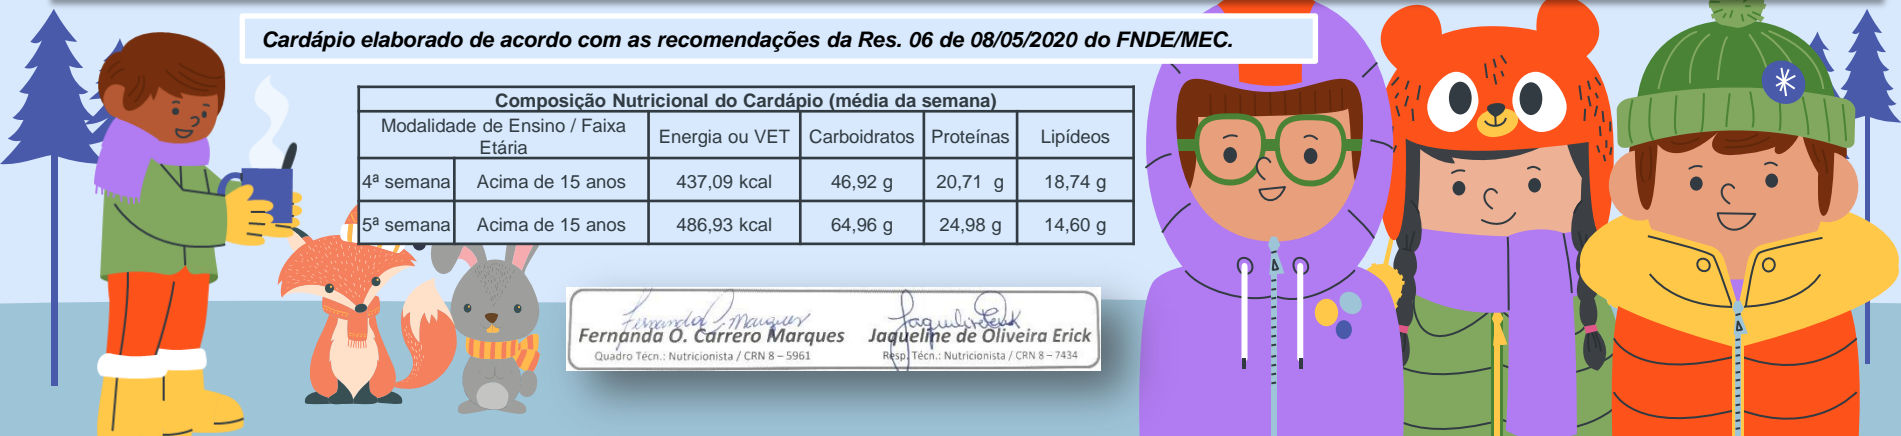 Cardápio elaborado de acordo com as recomendações da Res. 06 de 08/05/2020 do FNDE/MEC.
Composição Nutricional do Cardápio (média da semana)
Modalidade de Ensino / Faixa Etária Energia ou VET Carboidratos Proteínas Lipídeos
4ª semana Acima de 15 anos 437,09 kcal 46,92 g 20,71 g 18,74 g
5ª semana Acima de 15 anos 486,93 kcal 64,96 g 24,98 g 14,60 g
Fernanda O. Carrero Marques Jaqueline de Oliveira Erick
Quadro Técn.: Nutricionista / CRN 8 – 5961 Resp. Técn.: Nutricionista / CRN 8 – 7434